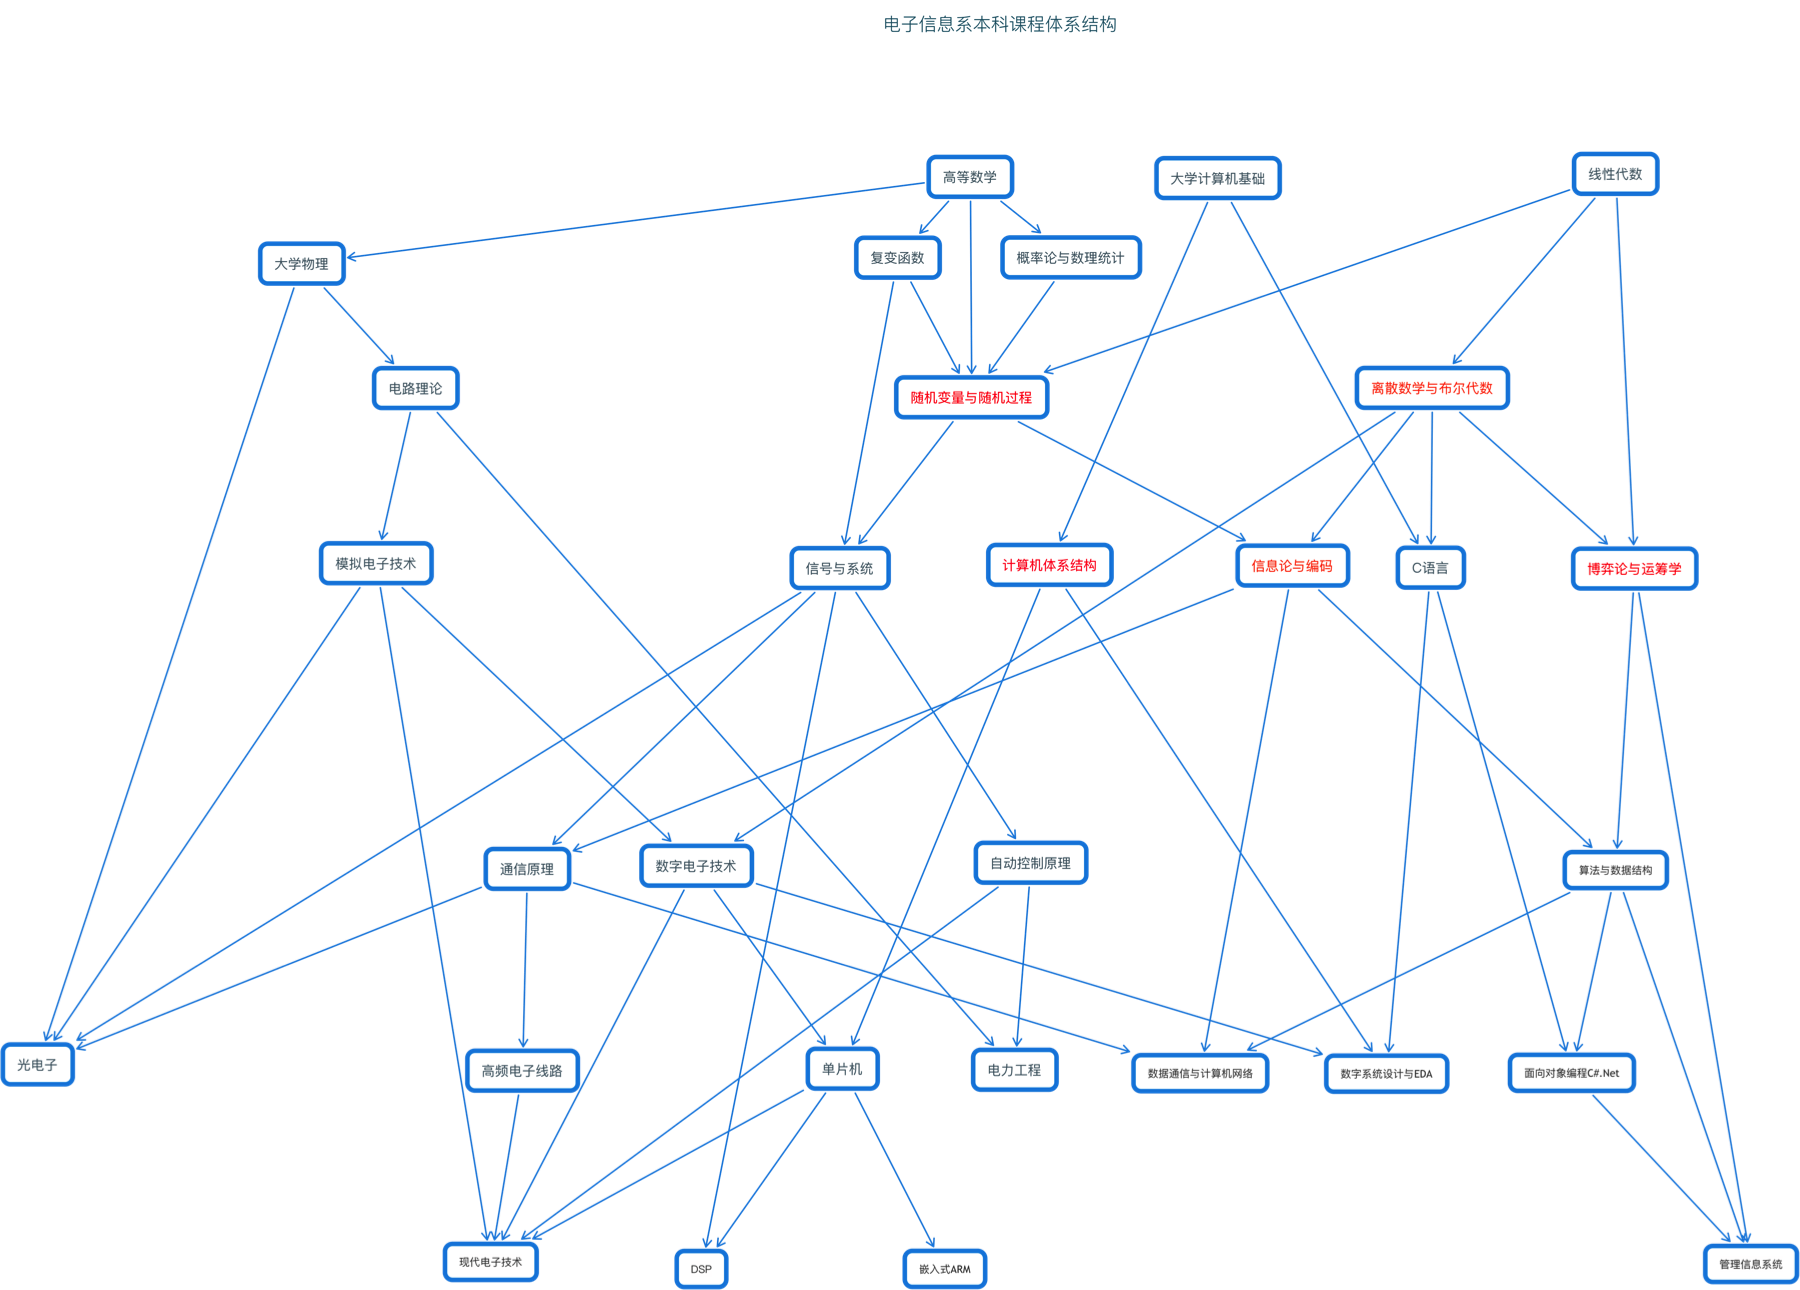 电子信息系本科课程体系结构
高等数学
大学计算机基础
线性代数
大学物理
复变函数
概率论与数理统计
电路理论
随机变量与随机过程
离散数学与布尔代数
模拟电子技术
信号与系统
计算机体系结构
信息论与编码
C语言
博弈论与运筹学
通信原理
数字电子技术
自动控制原理
算法与数据结构
光电子
高频电子线路
单片机
电力工程
数据通信与计算机网络
数字系统设计与EDA
面向对象编程C#.Net
现代电子技术
DSP
嵌入式ARM
管理信息系统